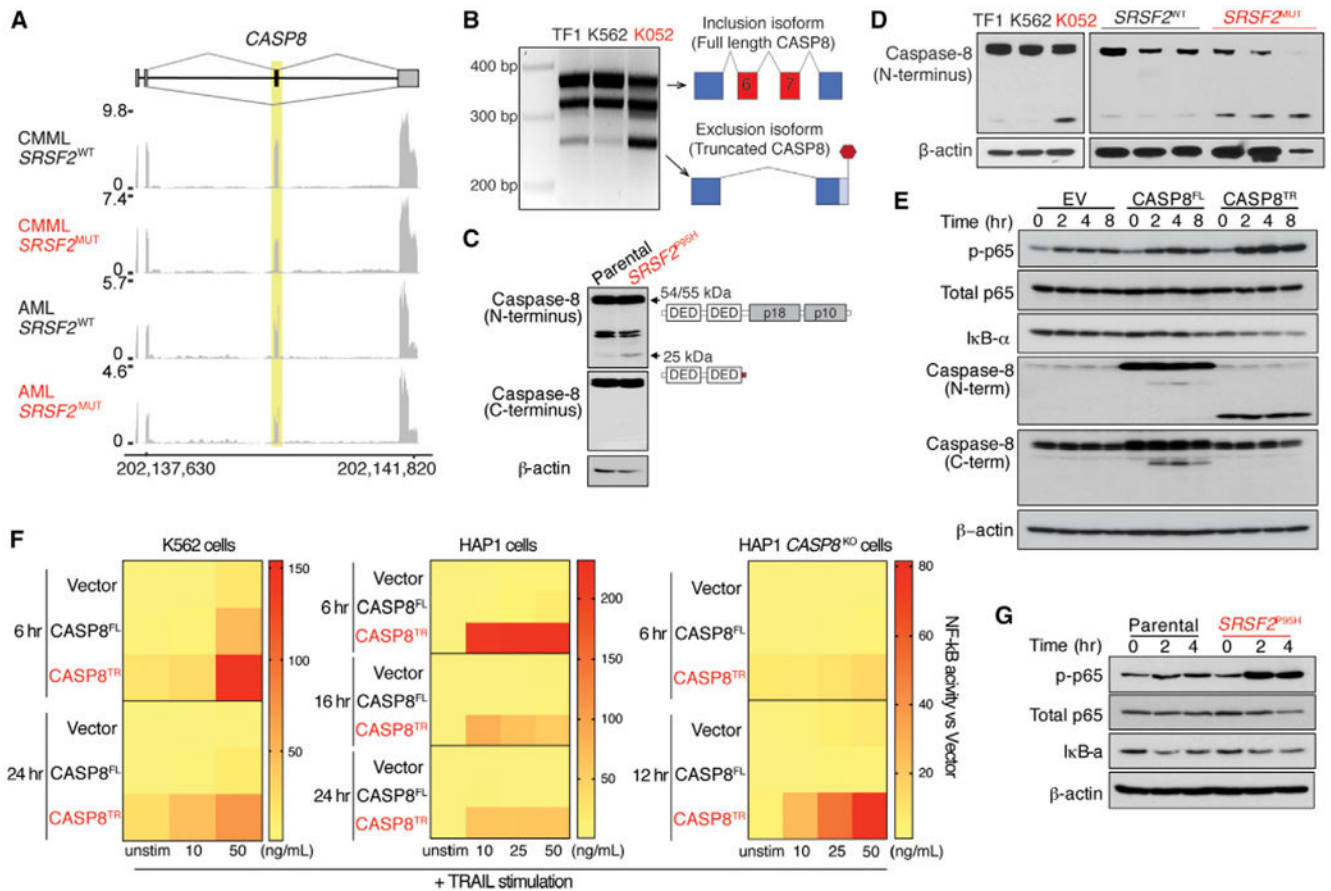 A
CASP8
9.8
CMML
SRSF2WT
0
7.4
CMML
SRSF2MUT
0
5.7
AML
SRSF2WT
0
4.6
AML
SRSF2MUT
0
202,137,630 202,141,820
B
TF1 K562 K052
400 bp
300 bp
200 bp
Inclusion isoform
(Full length CASP8)
6 7
Exclusion isoform
(Truncated CASP8)
C
Parental SRSF2P95H
Caspase-8
(N-terminus)
54/55 kDa
DED DED p18 p10
25 kDa
DED DED
Caspase-8
(C-terminus)
β-actin
D
TF1 K562 K052 SRSF2WT SRSF2MUT
Caspase-8
(N-terminus)
β-actin
E
EV CASP8FL CASP8TR
Time (hr) 0 2 4 8 0 2 4 8 0 2 4 8
p-p65
Total p65
IκB-α
Caspase-8
(N-term)
Caspase-8
(C-term)
β-actin
F
K562 cells
6 hr
Vector
CASP8FL
CASP8TR
24 hr
Vector
CASP8FL
CASP8TR
unstim 10 50 (ng/mL)
150
100
50
HAP1 cells
6 hr
Vector
CASP8FL
CASP8TR
16 hr
Vector
CASP8FL
CASP8TR
24 hr
Vector
CASP8FL
CASP8TR
unstim 10 25 50 (ng/mL)
200
150
100
50
HAP1 CASP8KO cells
6 hr
Vector
CASP8FL
CASP8TR
12 hr
Vector
CASP8FL
CASP8TR
unstim 10 25 50 (ng/mL)
80
60
40
20
NF-kB acivity vs Vector
+ TRAIL stimulation
G
Parental SRSF2P95H
Time (hr) 0 2 4 0 2 4
p-p65
Total p65
IκB-a
β-actin